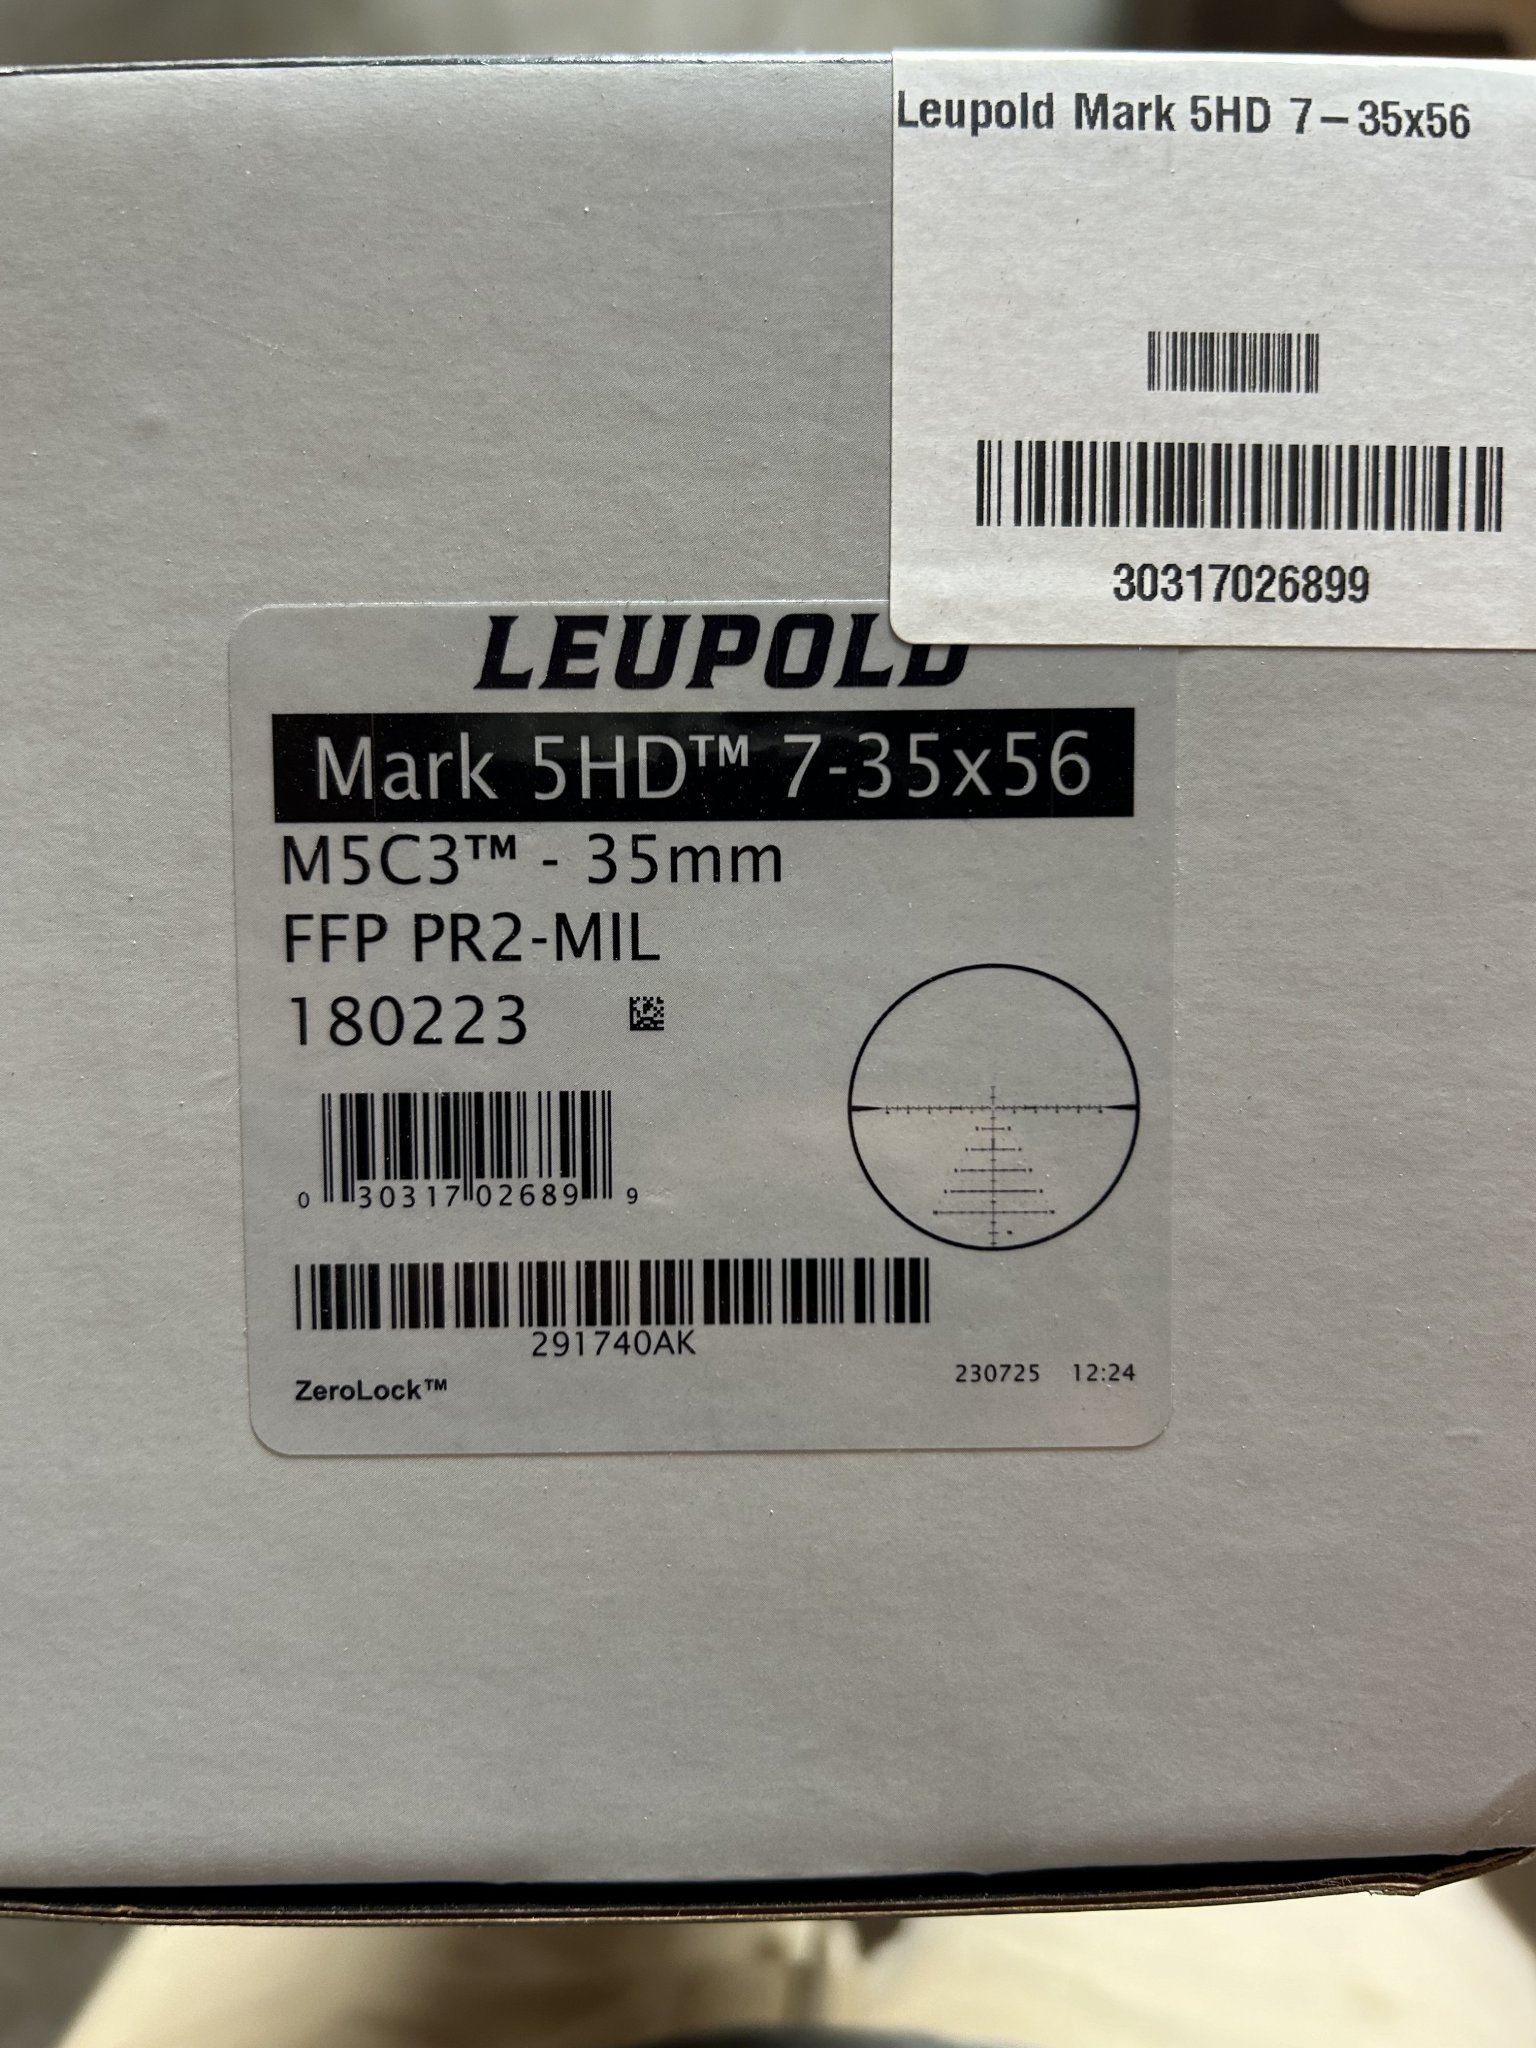 Leupold Mark 5HD 7-35x56
30317026899
LEUPOLD
Mark 5HD™ 7-35x56
M5C3™ - 35mm
FFP PR2-MIL
180223
0 30317 02689 9
291740AK
ZeroLock™
230725 12:24